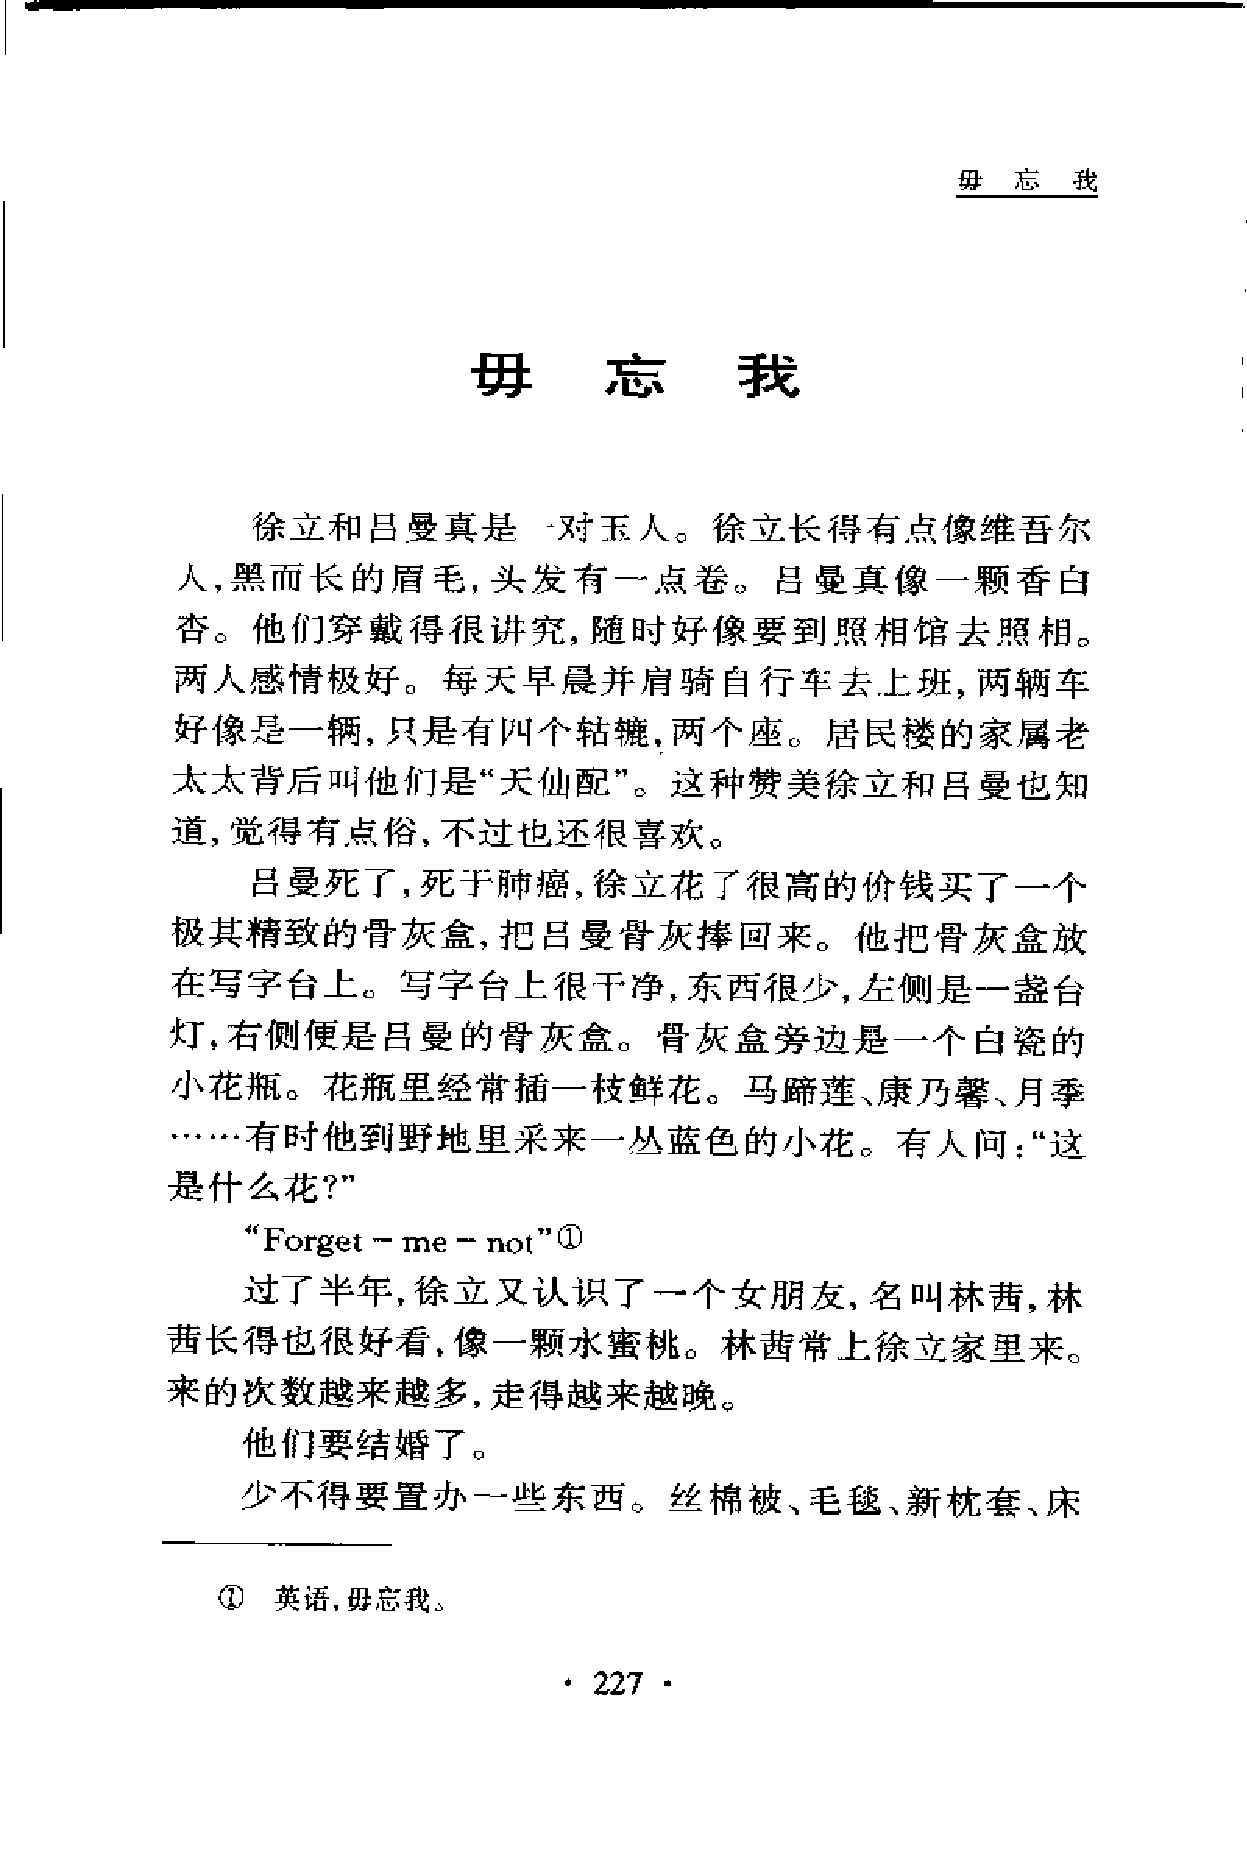 毋 忘 我
毋 忘 我
徐立和吕曼真是一对玉人。徐立长得有点像维吾尔
人,黑而长的眉毛,头发有一点卷。吕曼真像一颗香白
杏。他们穿戴得很讲究,随时好像要到照相馆去照相。
两人感情极好。每天早晨并肩骑自行车去上班,两辆车
好像是一辆,只是有四个轱辘,两个座。居民楼的家属老
太太背后叫他们是“天仙配”。这种赞美徐立和吕曼也知
道,觉得有点俗,不过也还很喜欢。
吕曼死了,死于肺癌,徐立花了很高的价钱买了一个
极其精致的骨灰盒,把吕曼骨灰捧回来。他把骨灰盒放
在写字台上。写字台上很干净,东西很少,左侧是一盏台
灯,右侧便是吕曼的骨灰盒。骨灰盒旁边是一个白瓷的
小花瓶。花瓶里经常插一枝鲜花。马蹄莲、康乃馨、月季
……有时他到野地里采来一丛蓝色的小花。有人问:“这
是什么花?”
“Forget－me－not”①
过了半年,徐立又认识了一个女朋友,名叫林茜,林
茜长得也很好看,像一颗水蜜桃。林茜常上徐立家里来。
来的次数越来越多,走得越来越晚。
他们要结婚了。
少不得要置办一些东西。丝棉被、毛毯、新枕套、床
① 英语,毋忘我。
· 227 ·